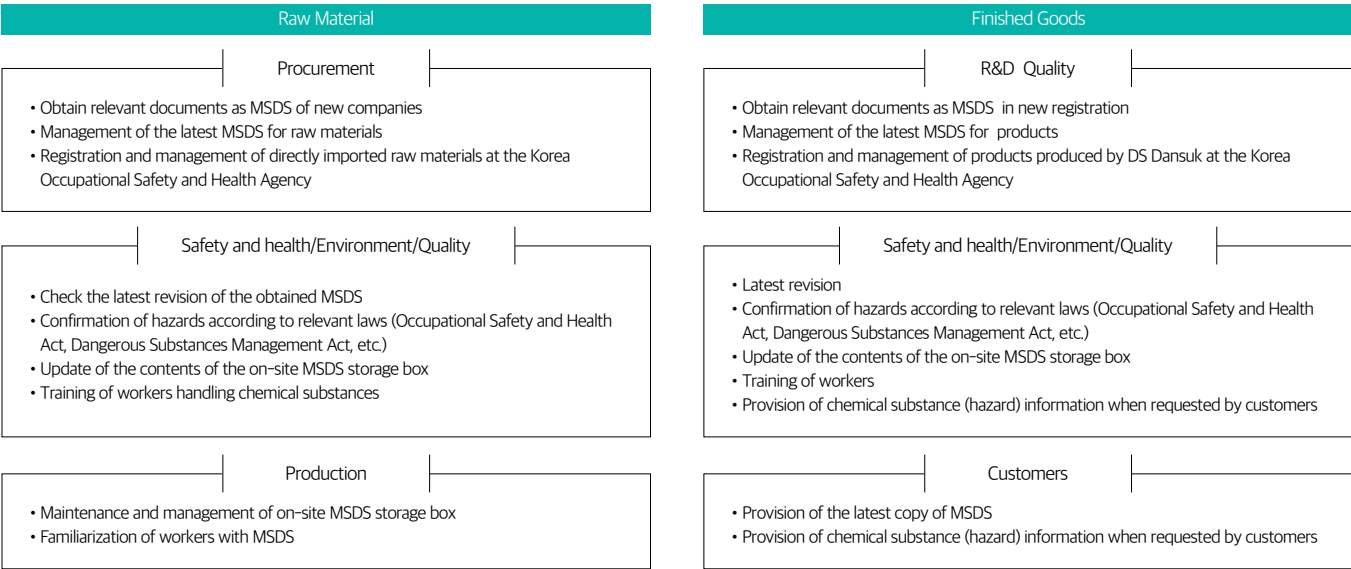 Raw Material
Procurement
• Obtain relevant documents as MSDS of new companies
• Management of the latest MSDS for raw materials
• Registration and management of directly imported raw materials at the Korea
Occupational Safety and Health Agency
Safety and health/Environment/Quality
• Check the latest revision of the obtained MSDS
• Confirmation of hazards according to relevant laws (Occupational Safety and Health
Act, Dangerous Substances Management Act, etc.)
• Update of the contents of the on-site MSDS storage box
• Training of workers handling chemical substances
Production
• Maintenance and management of on-site MSDS storage box
• Familiarization of workers with MSDS
Finished Goods
R&D Quality
• Obtain relevant documents as MSDS in new registration
• Management of the latest MSDS for products
• Registration and management of products produced by DS Dansuk at the Korea
Occupational Safety and Health Agency
Safety and health/Environment/Quality
• Latest revision
• Confirmation of hazards according to relevant laws (Occupational Safety and Health
Act, Dangerous Substances Management Act, etc.)
• Update of the contents of the on-site MSDS storage box
• Training of workers
• Provision of chemical substance (hazard) information when requested by customers
Customers
• Provision of the latest copy of MSDS
• Provision of chemical substance (hazard) information when requested by customers